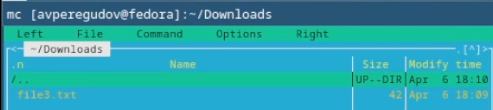 mc [avperegudov@fedora]:~/Downloads
Left File Command Options Right
<- ~/Downloads .[^]>
.n Name Size Modify time
/.. UP--DIR Apr 6 18:10
file3.txt 42 Apr 6 18:09